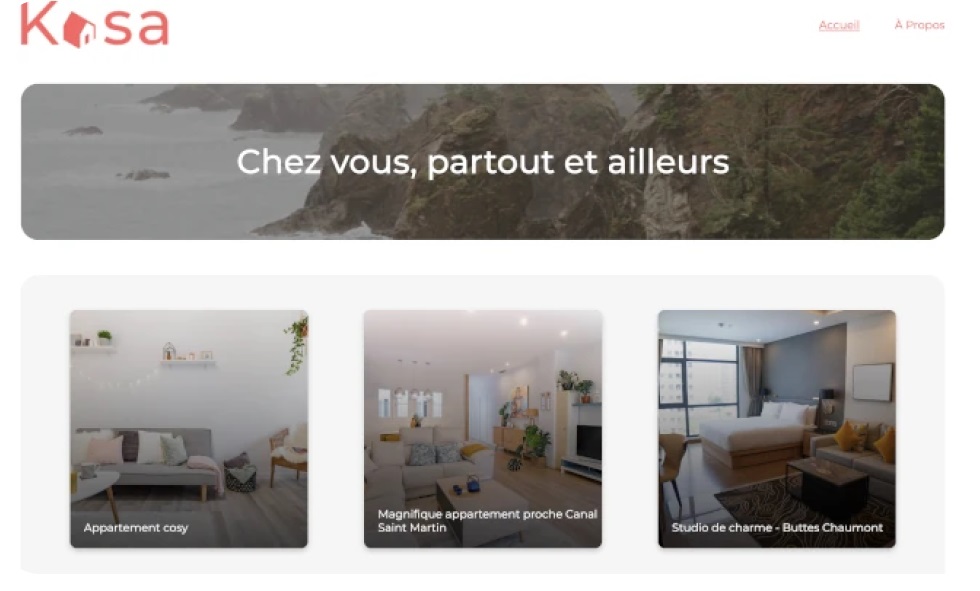 Kasa
Accueil
À Propos
Chez vous, partout et ailleurs
Appartement cosy
Magnifique appartement proche Canal
Saint Martin
Studio de charme - Buttes Chaumont